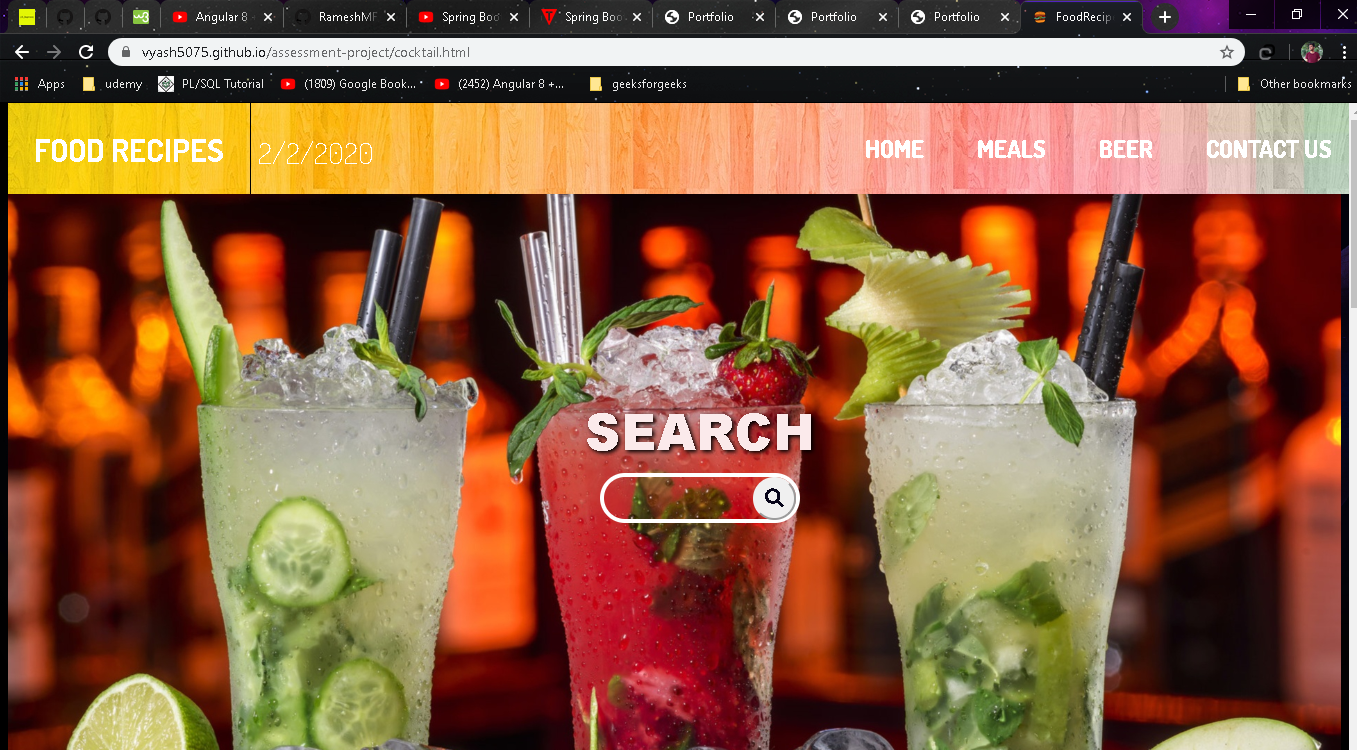 Angular 8
RameshMF
Spring Boo
Spring Boo
Portfolio
Portfolio
Portfolio
FoodRecip
vyash5075.github.io/assessment-project/cocktail.html
Apps
udemy
PL/SQL Tutorial
(1809) Google Book...
(2452) Angular 8 +...
geeksforgeeks
Other bookmarks
FOOD RECIPES
2/2/2020
HOME
MEALS
BEER
CONTACT US
SEARCH